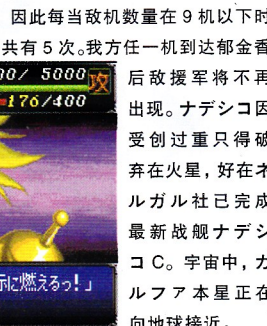 因此每当敌机数量在9机以下时
共有5次。我方任一机到达郁金香
00/ 5000 攻
176/400
后敌援军将不再
出现。ナデシコ因
受创过重只得破
弃在火星，好在ネ
ルガル社已完成
最新战舰ナデシ
コC。宇宙中，カ
ルファ本星正在
向地球接近。
示に燃えるっ！」